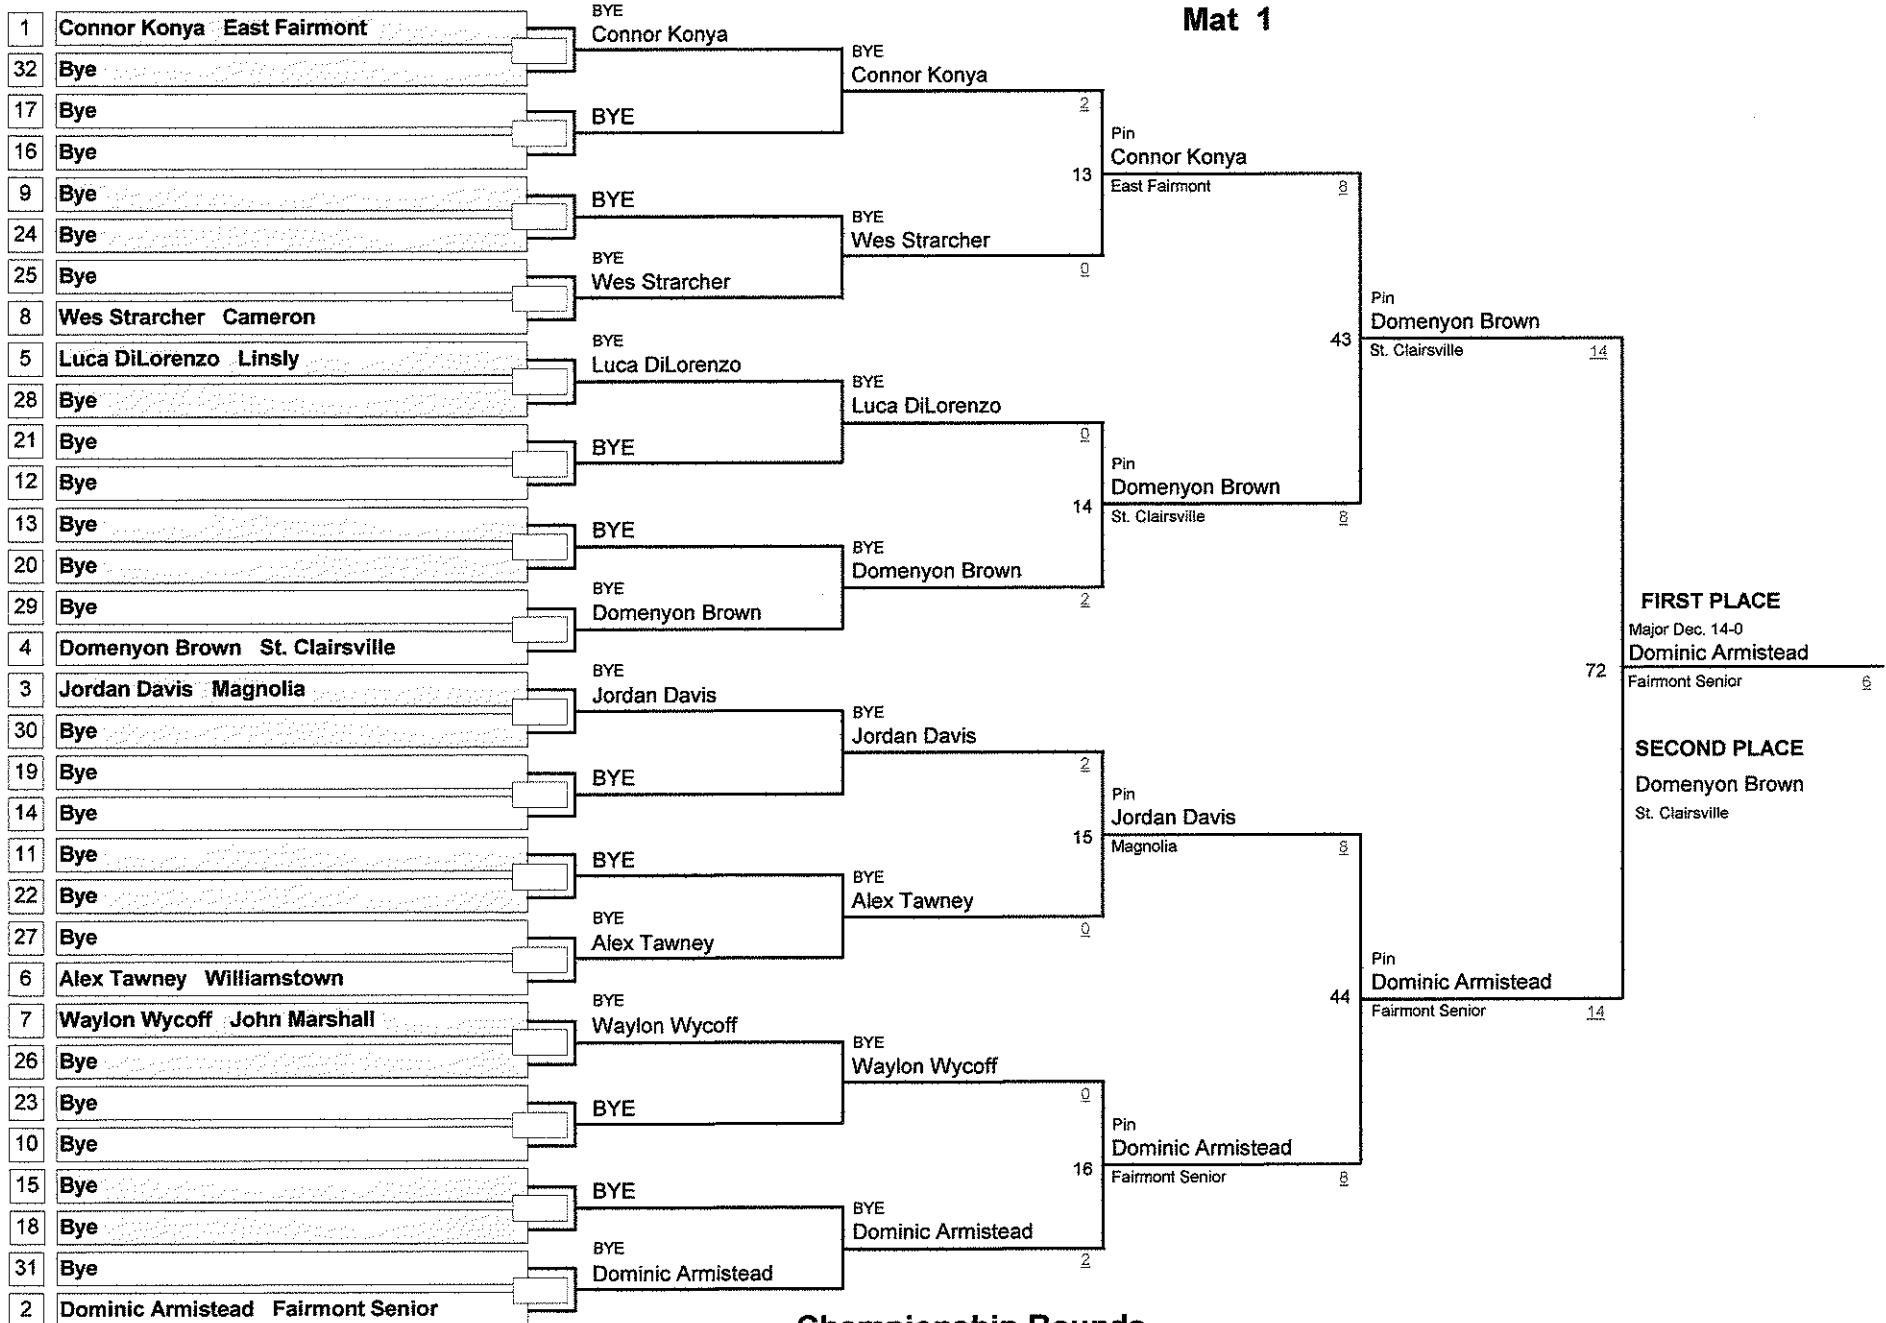 Mat 1
1 Connor Konya East Fairmont
32 Bye
17 Bye
16 Bye
9 Bye
24 Bye
25 Bye
8 Wes Strarcher Cameron
5 Luca DiLorenzo Linsly
28 Bye
21 Bye
12 Bye
13 Bye
20 Bye
29 Bye
4 Domenyon Brown St. Clairsville
3 Jordan Davis Magnolia
30 Bye
19 Bye
14 Bye
11 Bye
22 Bye
27 Bye
6 Alex Tawney Williamstown
7 Waylon Wycoff John Marshall
26 Bye
23 Bye
10 Bye
15 Bye
18 Bye
31 Bye
2 Dominic Armistead Fairmont Senior
BYE
Connor Konya
BYE
BYE
BYE
Wes Strarcher
BYE
Luca DiLorenzo
BYE
BYE
BYE
Domenyon Brown
BYE
Jordan Davis
BYE
BYE
BYE
Alex Tawney
BYE
Waylon Wycoff
BYE
BYE
BYE
Dominic Armistead
BYE
Connor Konya
2
BYE
Wes Strarcher
0
BYE
Luca DiLorenzo
0
BYE
Domenyon Brown
2
BYE
Jordan Davis
2
BYE
Alex Tawney
0
BYE
Waylon Wycoff
0
BYE
Dominic Armistead
2
Pin
Connor Konya
13
East Fairmont 8
Pin
Domenyon Brown
14
St. Clairsville 8
Pin
Jordan Davis
15
Magnolia 8
Pin
Dominic Armistead
16
Fairmont Senior 8
Pin
Domenyon Brown
43
St. Clairsville 14
Pin
Dominic Armistead
44
Fairmont Senior 14
FIRST PLACE
Major Dec. 14-0
Dominic Armistead
72
Fairmont Senior 6
SECOND PLACE
Domenyon Brown
St. Clairsville
Championship Rounds